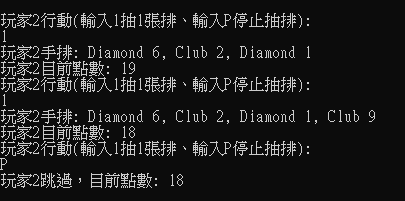 玩家2行動(輸入1抽1張排、輸入P停止抽排):
1
玩家2手排: Diamond 6, Club 2, Diamond 1
玩家2目前點數: 19
玩家2行動(輸入1抽1張排、輸入P停止抽排):
1
玩家2手排: Diamond 6, Club 2, Diamond 1, Club 9
玩家2目前點數: 18
玩家2行動(輸入1抽1張排、輸入P停止抽排):
P
玩家2跳過，目前點數: 18